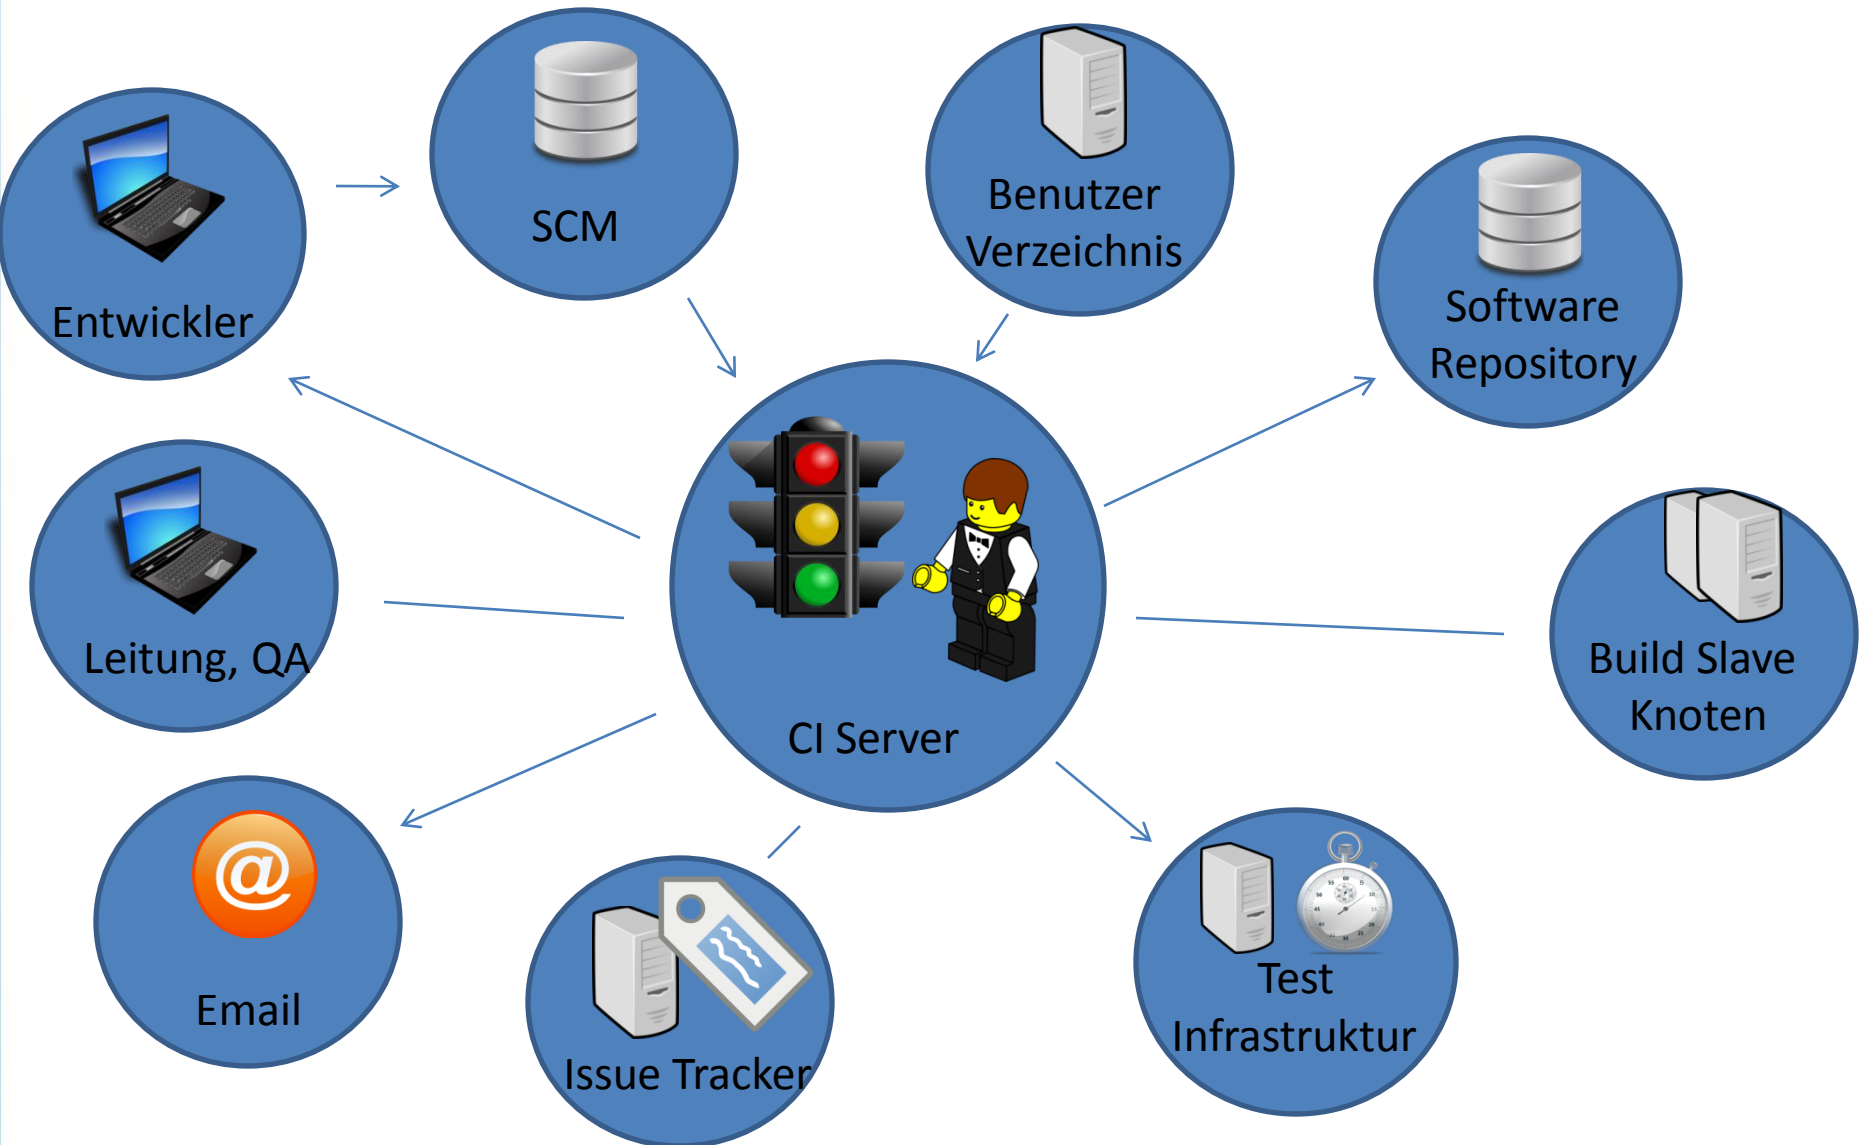 SCM
Benutzer
Verzeichnis
Entwickler
Software
Repository
Leitung, QA
CI Server
Build Slave
Knoten
@
Email
Issue Tracker
Test
Infrastruktur